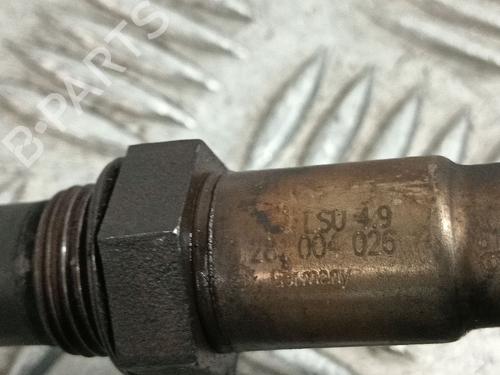 B-PARTS
LSU 4.9
004 026
Germany